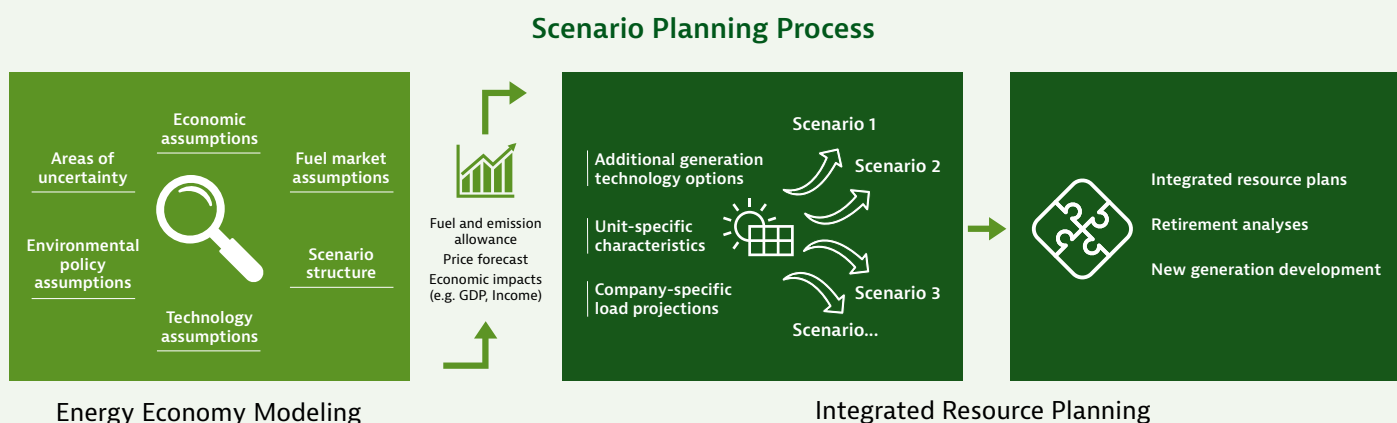 Scenario Planning Process
Economic
assumptions
Areas of
uncertainty
Fuel market
assumptions
Environmental
policy
assumptions
Scenario
structure
Technology
assumptions
Energy Economy Modeling
Fuel and emission
allowance
Price forecast
Economic impacts
(e.g. GDP, Income)
Additional generation
technology options
Unit-specific
characteristics
Company-specific
load projections
Scenario 1
Scenario 2
Scenario 3
Scenario...
Integrated resource plans
Retirement analyses
New generation development
Integrated Resource Planning